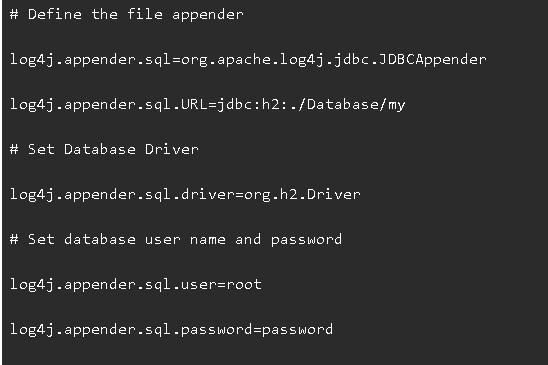 # Define the file appender
log4j.appender.sql=org.apache.log4j.jdbc.JDBCAppender
log4j.appender.sql.URL=jdbc:h2:./Database/my
# Set Database Driver
log4j.appender.sql.driver=org.h2.Driver
# Set database user name and password
log4j.appender.sql.user=root
log4j.appender.sql.password=password